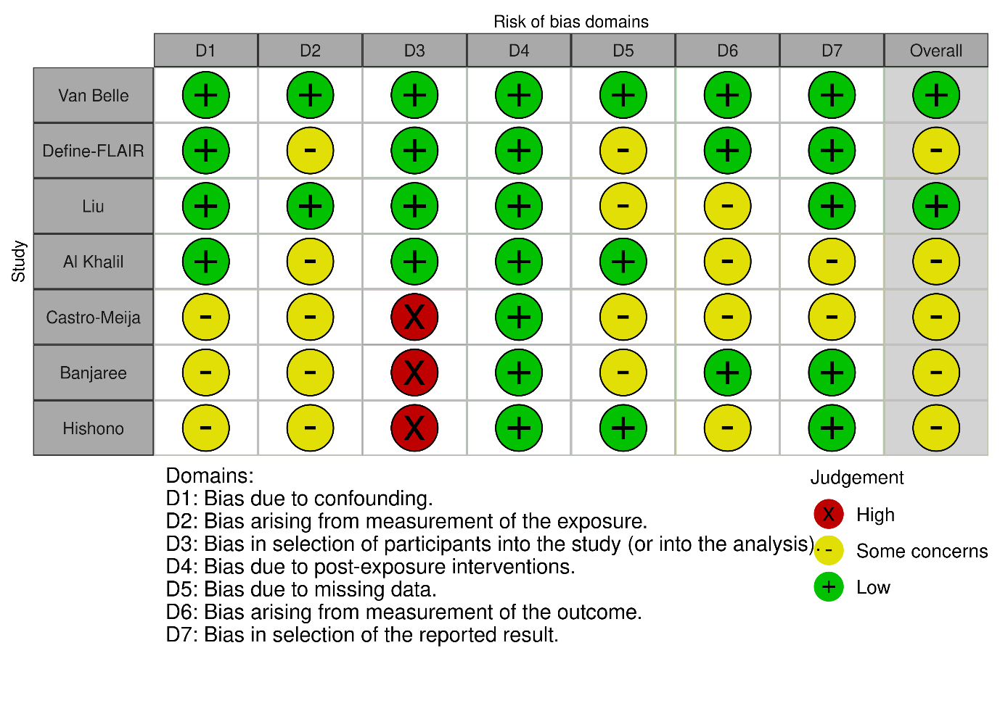 Risk of bias domains
D1 D2 D3 D4 D5 D6 D7 Overall
Study
Van Belle + + + + + + + +
Define-FLAIR + - + + - + + -
Liu + + + + - - + +
Al Khalil + - + + + - - -
Castro-Meija - - X + - - - -
Banjaree - - X + - + + -
Hishono - - X + + - + -
Domains:
D1: Bias due to confounding.
D2: Bias arising from measurement of the exposure.
D3: Bias in selection of participants into the study (or into the analysis).
D4: Bias due to post-exposure interventions.
D5: Bias due to missing data.
D6: Bias arising from measurement of the outcome.
D7: Bias in selection of the reported result.
Judgement
X High
- Some concerns
+ Low